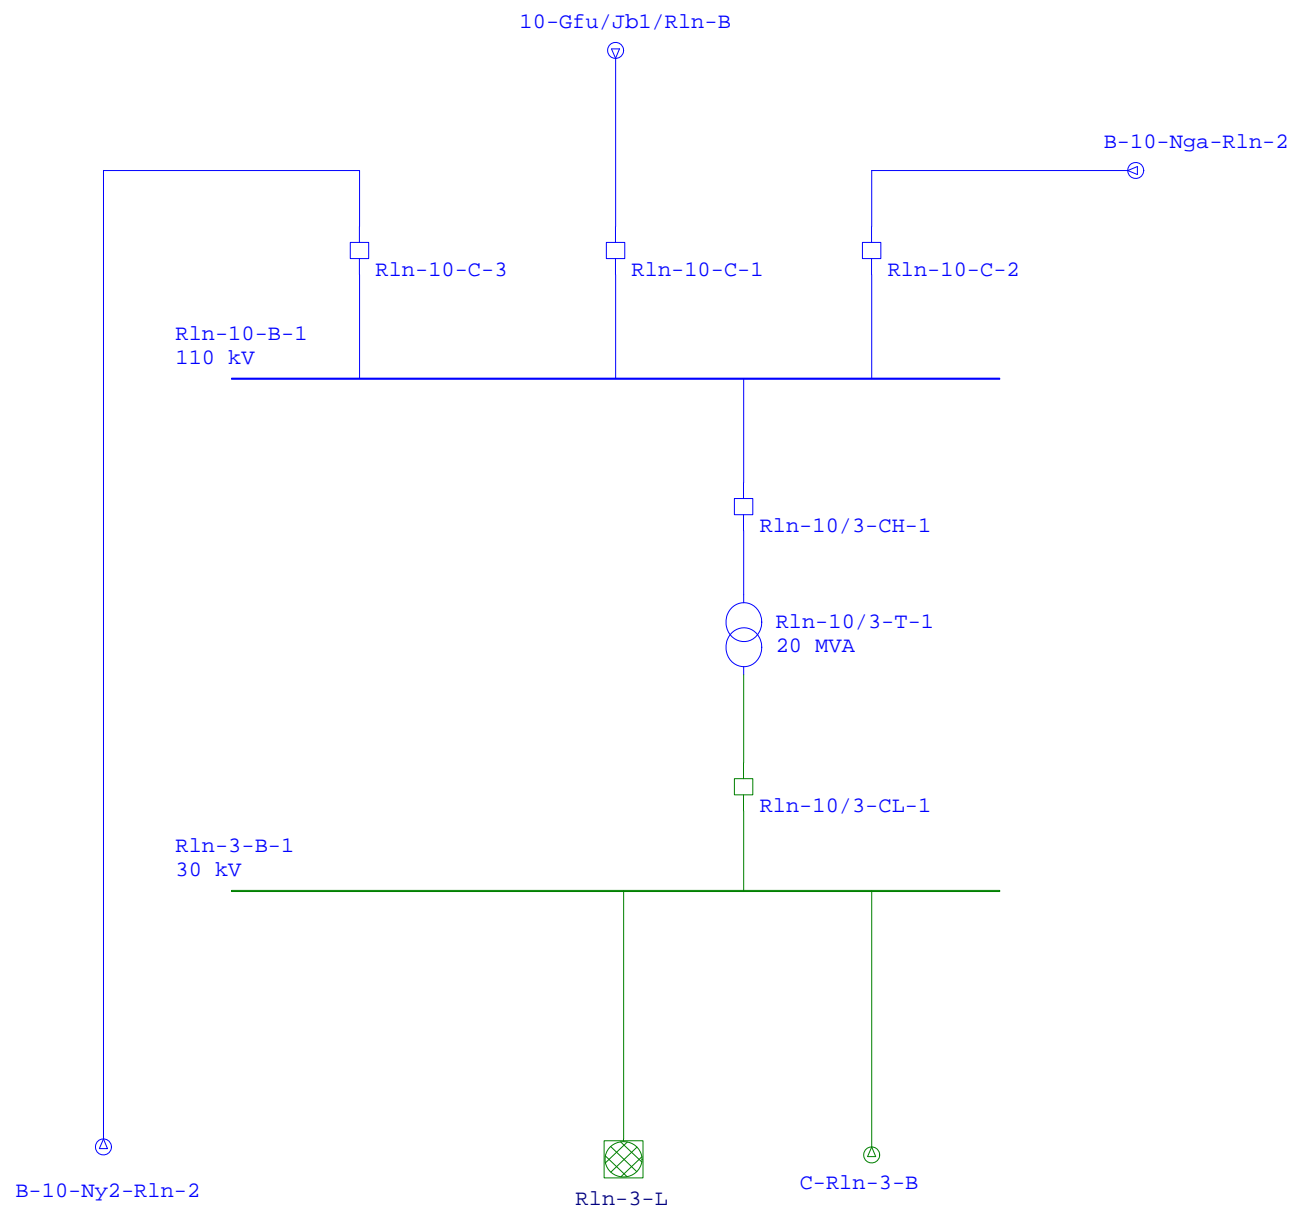 10-Gfu/Jb1/Rln-B
B-10-Nga-Rln-2
Rln-10-C-3
Rln-10-C-1
Rln-10-C-2
Rln-10-B-1
110 kV
Rln-10/3-CH-1
Rln-10/3-T-1
20 MVA
Rln-10/3-CL-1
Rln-3-B-1
30 kV
B-10-Ny2-Rln-2
Rln-3-L
C-Rln-3-B